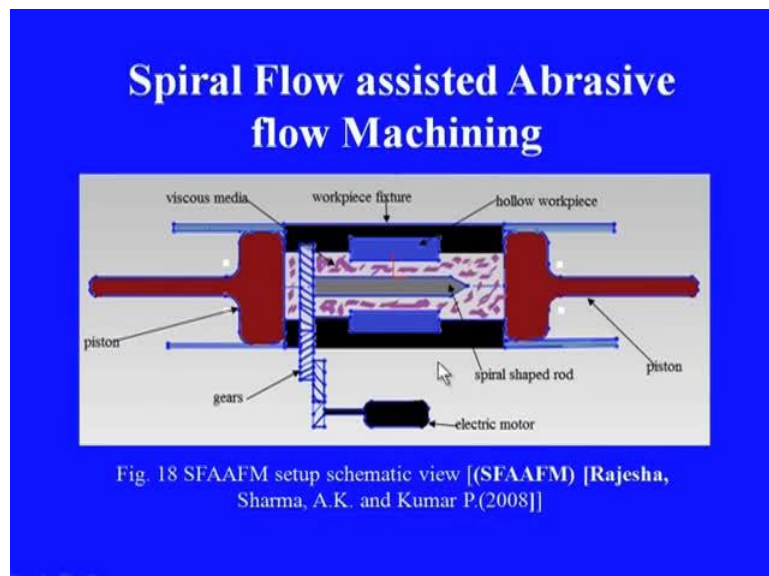 Spiral Flow assisted Abrasive
flow Machining
viscous media
workpiece fixture
hollow workpiece
piston
gears
spiral shaped rod
piston
electric motor
Fig. 18 SFAAFM setup schematic view [(SFAAFM) [Rajesha,
Sharma, A.K. and Kumar P.(2008]]